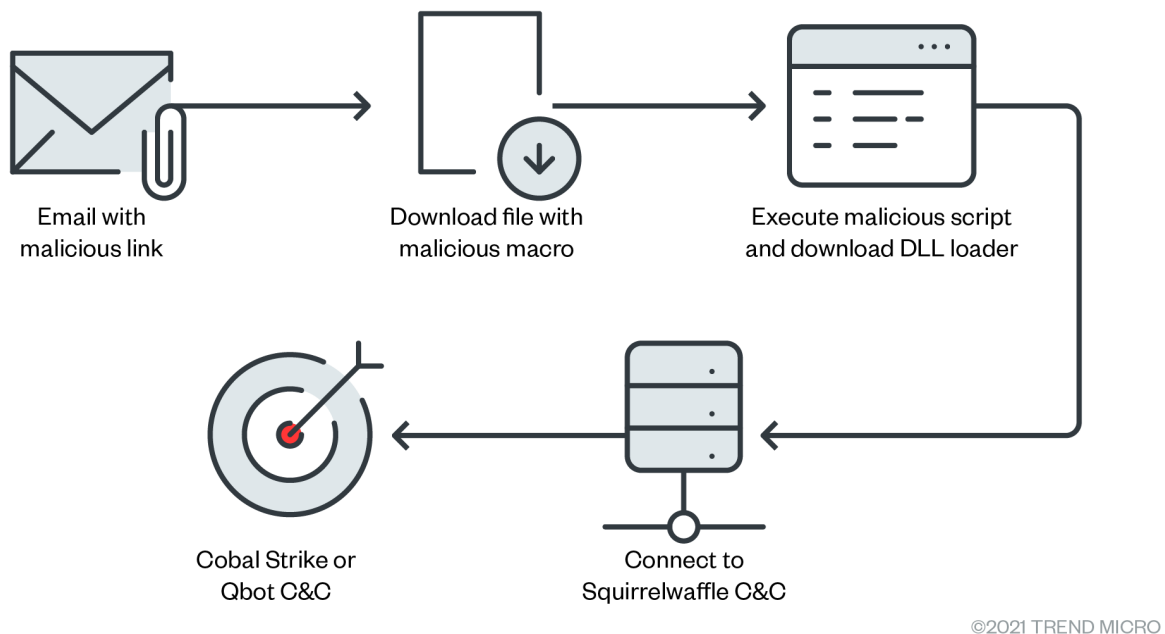 Email with
malicious link
Download file with
malicious macro
Execute malicious script
and download DLL loader
Cobal Strike or
Qbot C&C
Connect to
Squirrelwaffle C&C
©2021 TREND MICRO